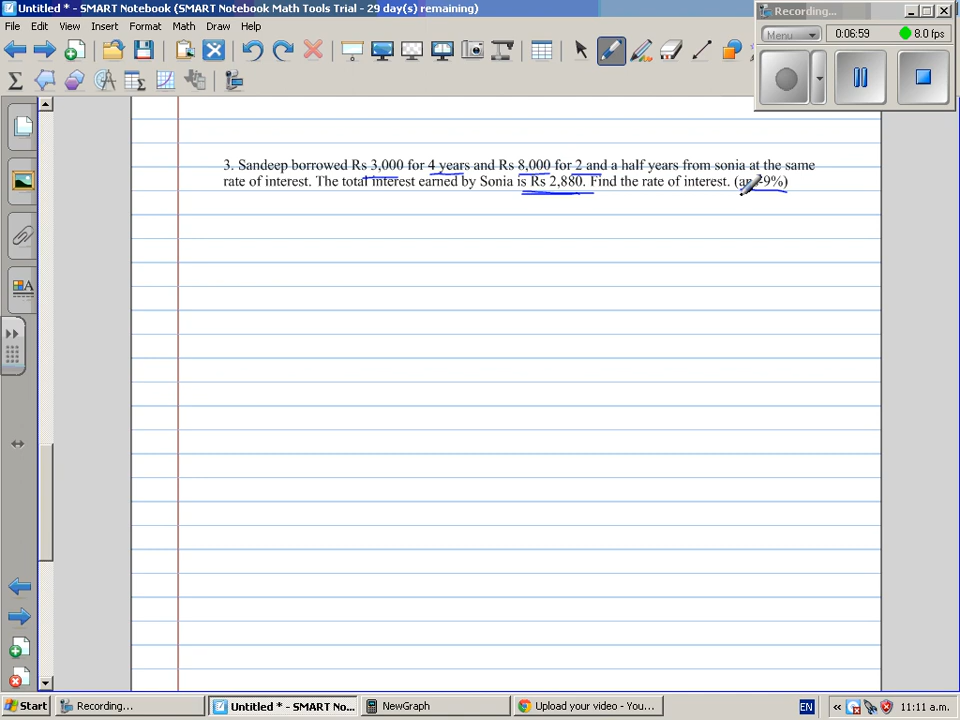 Untitled * - SMART Notebook (SMART Notebook Math Tools Trial - 29 day(s) remaining)
Recording...
File Edit View Insert Format Math Draw Help
Menu
0:06:59
8.0 fps
3. Sandeep borrowed Rs 3,000 for 4 years and Rs 8,000 for 2 and a half years from sonia at the same
rate of interest. The total interest earned by Sonia is Rs 2,880. Find the rate of interest. 9%)
Start
Recording...
Untitled * - SMART No...
NewGraph
Upload your video - You...
EN
11:11 a.m.